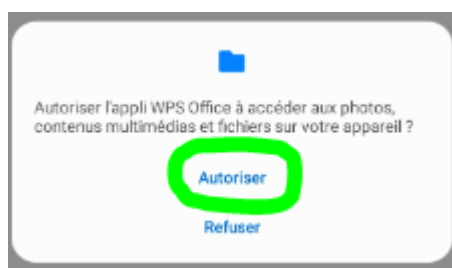 Autoriser l'appli WPS Office à accéder aux photos,
contenus multimédias et fichiers sur votre appareil ?
Autoriser
Refuser